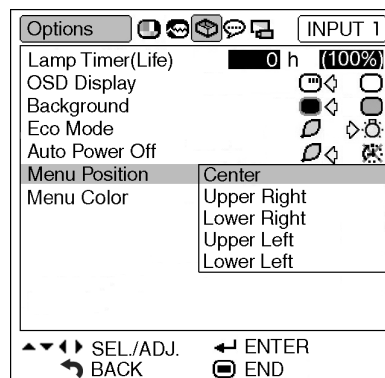 Options INPUT 1
Lamp Timer(Life) 0 h (100%)
OSD Display
Background
Eco Mode
Auto Power Off
Menu Position Center
Menu Color Upper Right
Lower Right
Upper Left
Lower Left
SEL./ADJ. ENTER
BACK END